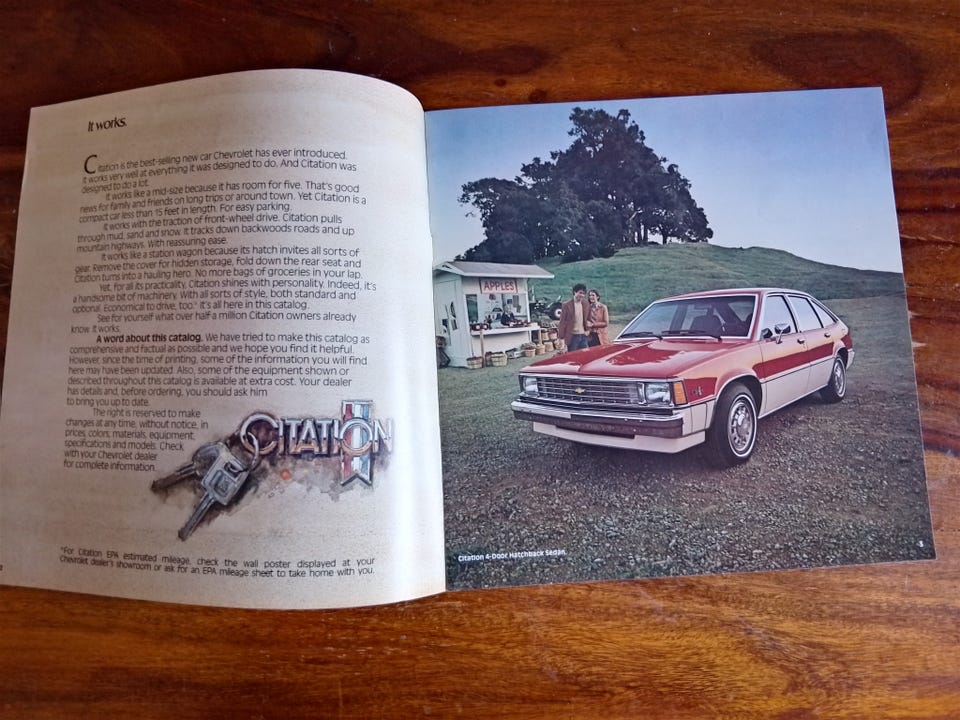 It works.
Citation is the best-selling new car Chevrolet has ever introduced.
It works very well at everything it was designed to do. And Citation was
designed to do a lot.
It works like a mid-size because it has room for five. That's good
news for family and friends on long trips or around town. Yet Citation is a
compact car less than 15 feet in length. For easy parking.
It works with the traction of front-wheel drive. Citation pulls
through mud, sand and snow. It tracks down backwoods roads and up
mountain highways. With reassuring ease.
It works like a station wagon because its hatch invites all sorts of
gear. Remove the cover for hidden storage, fold down the rear seat and
Citation turns into a hauling hero. No more bags of groceries in your lap.
Yet, for all its practicality, Citation shines with personality. Indeed, it's
a handsome bit of machinery. With all sorts of style, both standard and
optional. Economical to drive, too.* It's all here in this catalog.
See for yourself what over half a million Citation owners already
know. It works.
A word about this catalog. We have tried to make this catalog as
comprehensive and factual as possible and we hope you find it helpful.
However, since the time of printing, some of the information you will find
here may have been updated. Also, some of the equipment shown or
described throughout this catalog is available at extra cost. Your dealer
has details and, before ordering, you should ask him
to bring you up to date.
The right is reserved to make
changes at any time, without notice, in
prices, colors, materials, equipment,
specifications and models. Check
with your Chevrolet dealer
for complete information.
CITATION
*For Citation EPA estimated mileage, check the wall poster displayed at your
Chevrolet dealer's showroom or ask for an EPA mileage sheet to take home with you.
APPLES
Citation 4-Door Hatchback Sedan.